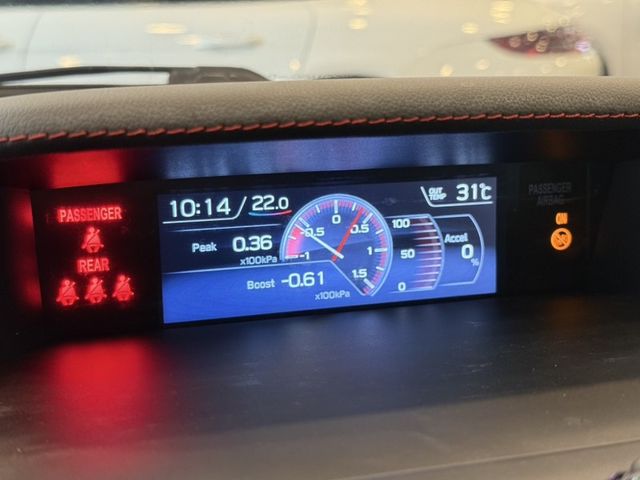 PASSENGER
REAR
10:14 22.0
OUT TEMP 31℃
Peak 0.36
x100kPa
Boost -0.61
x100kPa
-1
-0.5
0
0.5
1
1.5
100
50
0
Accel
0
%
PASSENGER
AIRBAG
ON